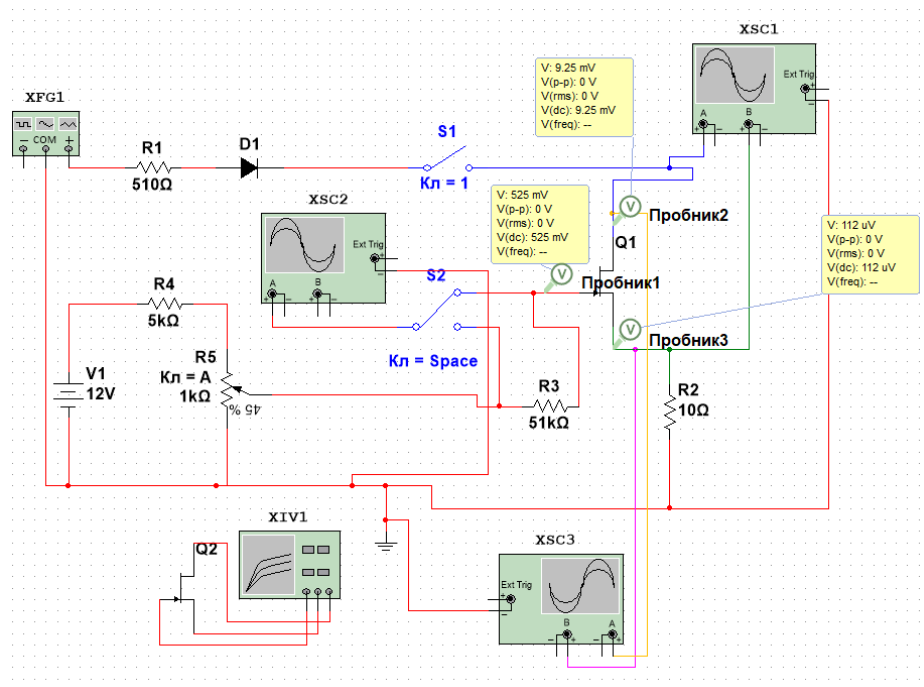 XSC1
Ext Trig
A
B
V: 9.25 mV
V(p-p): 0 V
V(rms): 0 V
V(dc): 9.25 mV
V(freq): --
XFG1
COM
R1
510Ω
D1
S1
Кл = 1
XSC2
Ext Trig
A
B
V: 525 mV
V(p-p): 0 V
V(rms): 0 V
V(dc): 525 mV
V(freq): --
V
Пробник2
Q1
V: 112 uV
V(p-p): 0 V
V(rms): 0 V
V(dc): 112 uV
V(freq): --
V
Пробник1
S2
Кл = Space
V
Пробник3
R4
5kΩ
V1
12V
R5
Кл = A
1kΩ
45 %
R3
51kΩ
R2
10Ω
XIV1
Q2
XSC3
Ext Trig
B
A